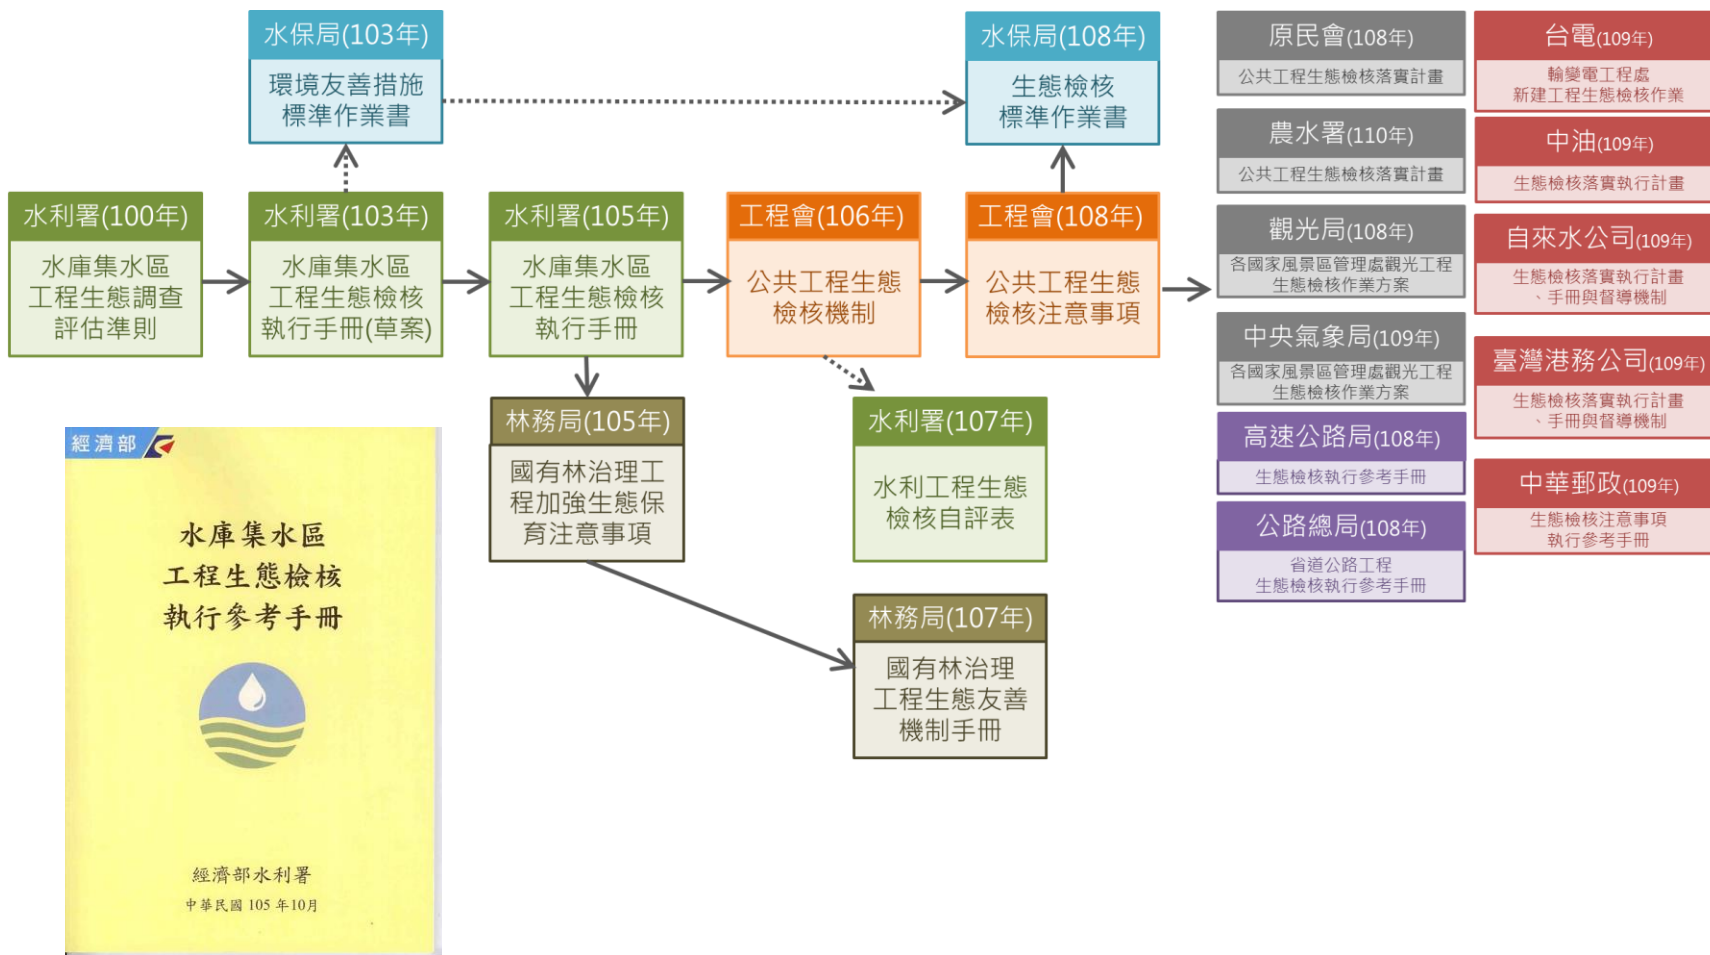 水保局(103年)
環境友善措施
標準作業書
水保局(108年)
生態檢核
標準作業書
水利署(100年)
水庫集水區
工程生態調查
評估準則
水利署(103年)
水庫集水區
工程生態檢核
執行手冊(草案)
水利署(105年)
水庫集水區
工程生態檢核
執行手冊
工程會(106年)
公共工程生態
檢核機制
工程會(108年)
公共工程生態
檢核注意事項
林務局(105年)
國有林治理工
程加強生態保
育注意事項
水利署(107年)
水利工程生態
檢核自評表
林務局(107年)
國有林治理
工程生態友善
機制手冊
原民會(108年)
公共工程生態檢核落實計畫
農水署(110年)
公共工程生態檢核落實計畫
觀光局(108年)
各國家風景區管理處觀光工程
生態檢核作業方案
中央氣象局(109年)
各國家風景區管理處觀光工程
生態檢核作業方案
高速公路局(108年)
生態檢核執行參考手冊
公路總局(108年)
省道公路工程
生態檢核執行參考手冊
台電(109年)
輸變電工程處
新建工程生態檢核作業
中油(109年)
生態檢核落實執行計畫
自來水公司(109年)
生態檢核落實執行計畫
、手冊與督導機制
臺灣港務公司(109年)
生態檢核落實執行計畫
、手冊與督導機制
中華郵政(109年)
生態檢核注意事項
執行參考手冊
經濟部
水庫集水區
工程生態檢核
執行參考手冊
經濟部水利署
中華民國 105 年10月